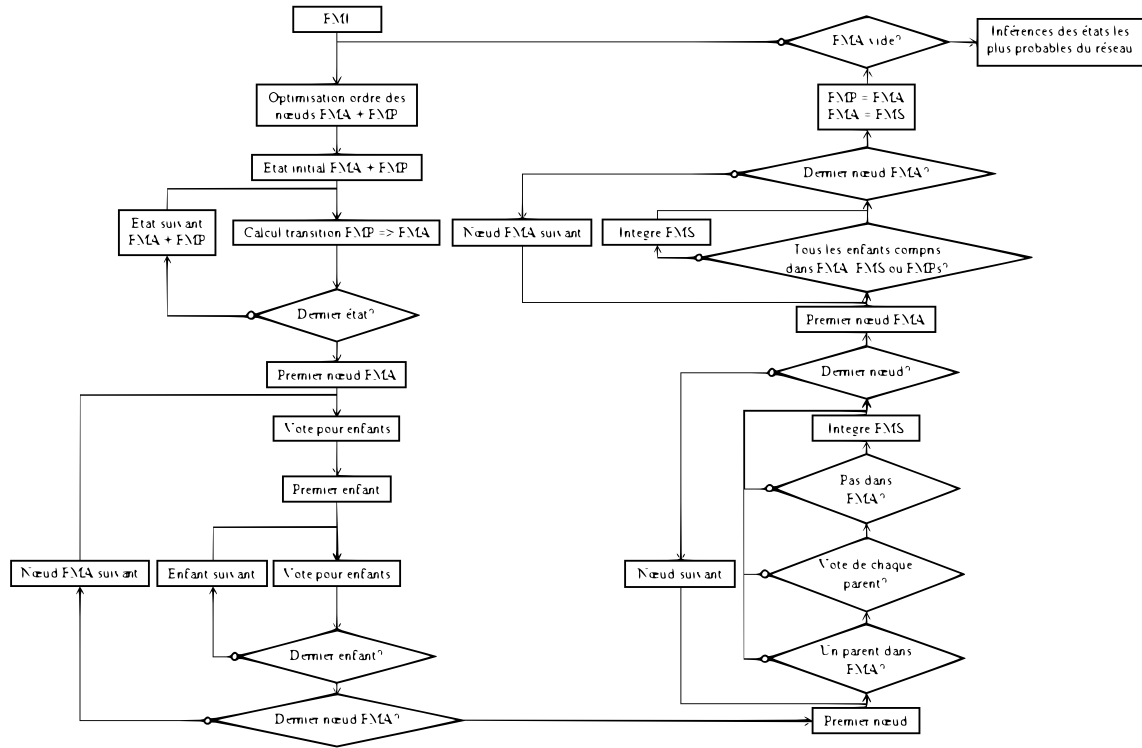 FMI
Optimisation ordre des
nœuds FMA + FMP
Etat initial FMA + FMP
Etat suivant
FMA + FMP
Calcul transition FMP => FMA
Dernier état?
Premier nœud FMA
Vote pour enfants
Premier enfant
Nœud FMA suivant
Enfant suivant
Vote pour enfants
Dernier enfant?
Dernier nœud FMA?
Premier nœud
Un parent dans
FMA?
Vote de chaque
parent?
Nœud suivant
Pas dans
FMA?
Integre FMS
Dernier nœud?
Premier nœud FMA
Tous les enfants compris
dans FMA FMS ou FMPs?
Integre FMS
Nœud FMA suivant
Dernier nœud FMA?
FMP = FMA
FMA = FMS
FMA vide?
Inférences des états les
plus probables du réseau